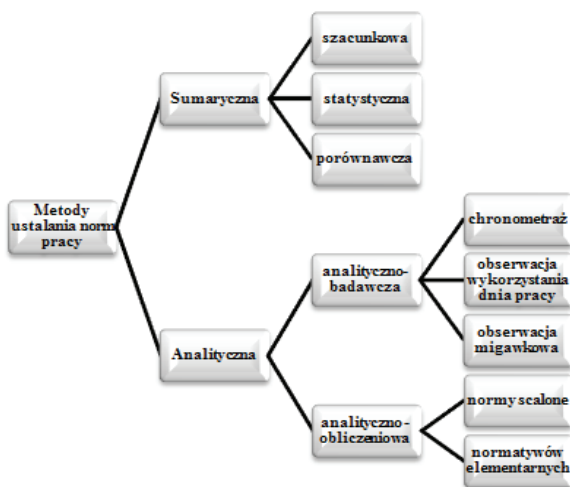 Metody
ustalania norm
pracy
Sumaryczna
szacunkowa
statystyczna
porównawcza
Analityczna
analityczno-
badawcza
chronometraż
obserwacja
wykorzystania
dnia pracy
obserwacja
migawkowa
analityczno-
obliczeniowa
normy scalone
normatywów
elementarnych